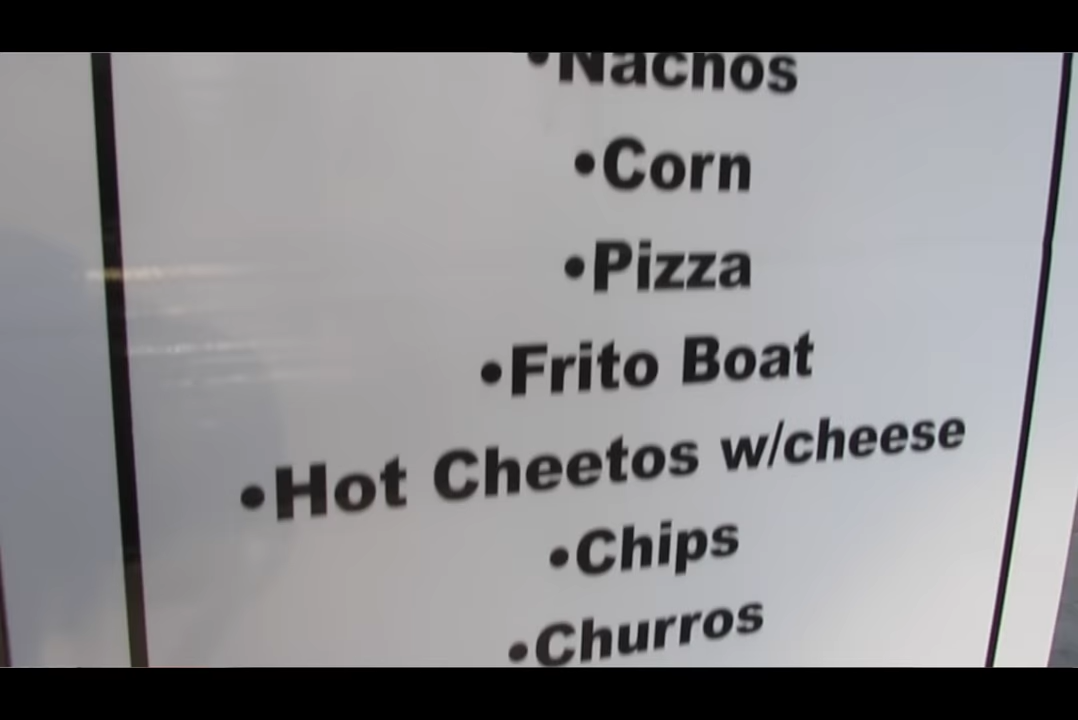 •Nachos
•Corn
•Pizza
•Frito Boat
•Hot Cheetos w/cheese
•Chips
•Churros